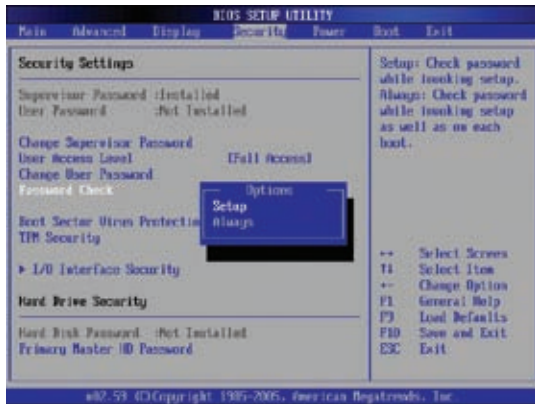 BIOS SETUP UTILITY
Main Advanced Display Security Power Boot Exit
Security Settings
Supervisor Password :Installed
User Password :Not Installed
Change Supervisor Password
User Access Level [Full Access]
Change User Password
Password Check
Boot Sector Virus Protection
TPM Security
▶ I/O Interface Security
Hard Drive Security
Hard Disk Password :Not Installed
Primary Master HD Password
Options
Setup
Always
Setup: Check password
while invoking setup.
Always: Check password
while invoking setup
as well as on each
boot.
↔ Select Screen
↑↓ Select Item
+- Change Option
F1 General Help
F9 Load Defaults
F10 Save and Exit
ESC Exit
v02.59 (C)Copyright 1985-2005, American Megatrends, Inc.